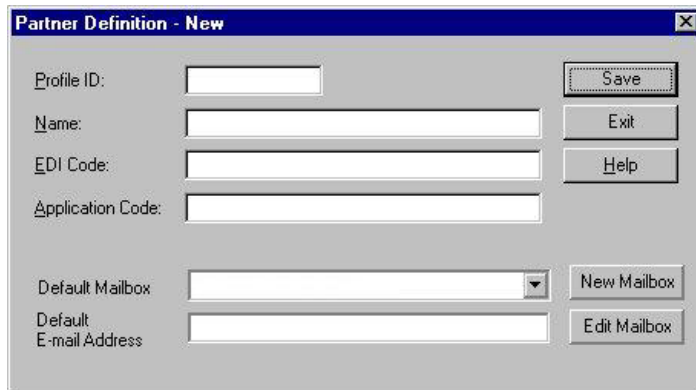 Partner Definition - New
Profile ID:
Save
Name:
Exit
EDI Code:
Help
Application Code:
Default Mailbox
New Mailbox
Default
E-mail Address
Edit Mailbox